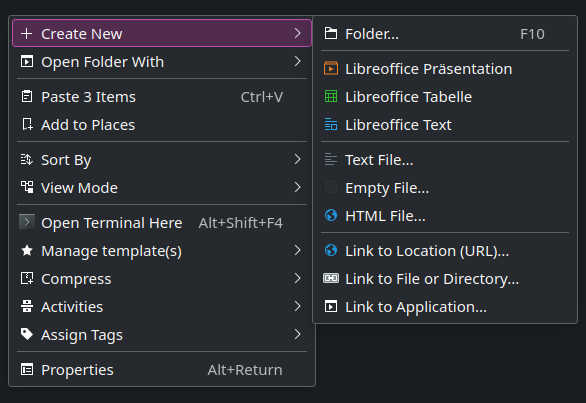 Create New
Open Folder With
Paste 3 Items Ctrl+V
Add to Places
Sort By
View Mode
Open Terminal Here Alt+Shift+F4
Manage template(s)
Compress
Activities
Assign Tags
Properties Alt+Return
Folder... F10
Libreoffice Präsentation
Libreoffice Tabelle
Libreoffice Text
Text File...
Empty File...
HTML File...
Link to Location (URL)...
Link to File or Directory...
Link to Application...